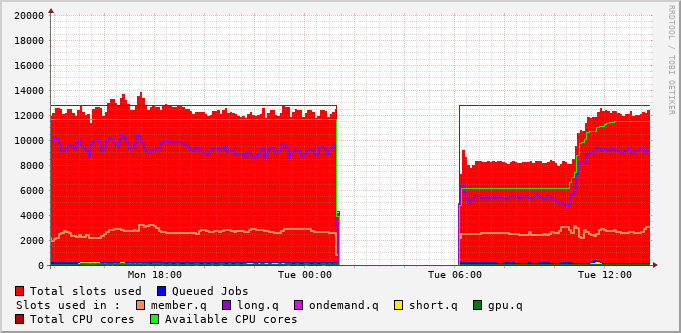 20000
18000
16000
14000
12000
10000
8000
6000
4000
2000
0
Mon 18:00 Tue 00:00 Tue 06:00 Tue 12:00
RRDTOOL / TOBI OETIKER
Total slots used Queued Jobs
Slots used in : member.q long.q ondemand.q short.q gpu.q
Total CPU cores Available CPU cores